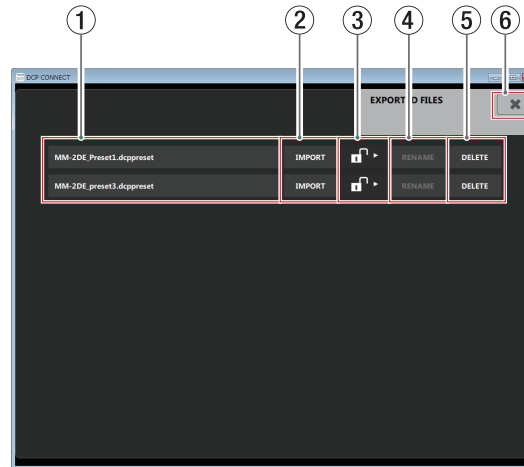 1 2 3 4 5 6
DCP CONNECT
EXPORTED FILES
MM-2DE_Preset1.dcppreset IMPORT RENAME DELETE
MM-2DE_preset3.dcppreset IMPORT RENAME DELETE